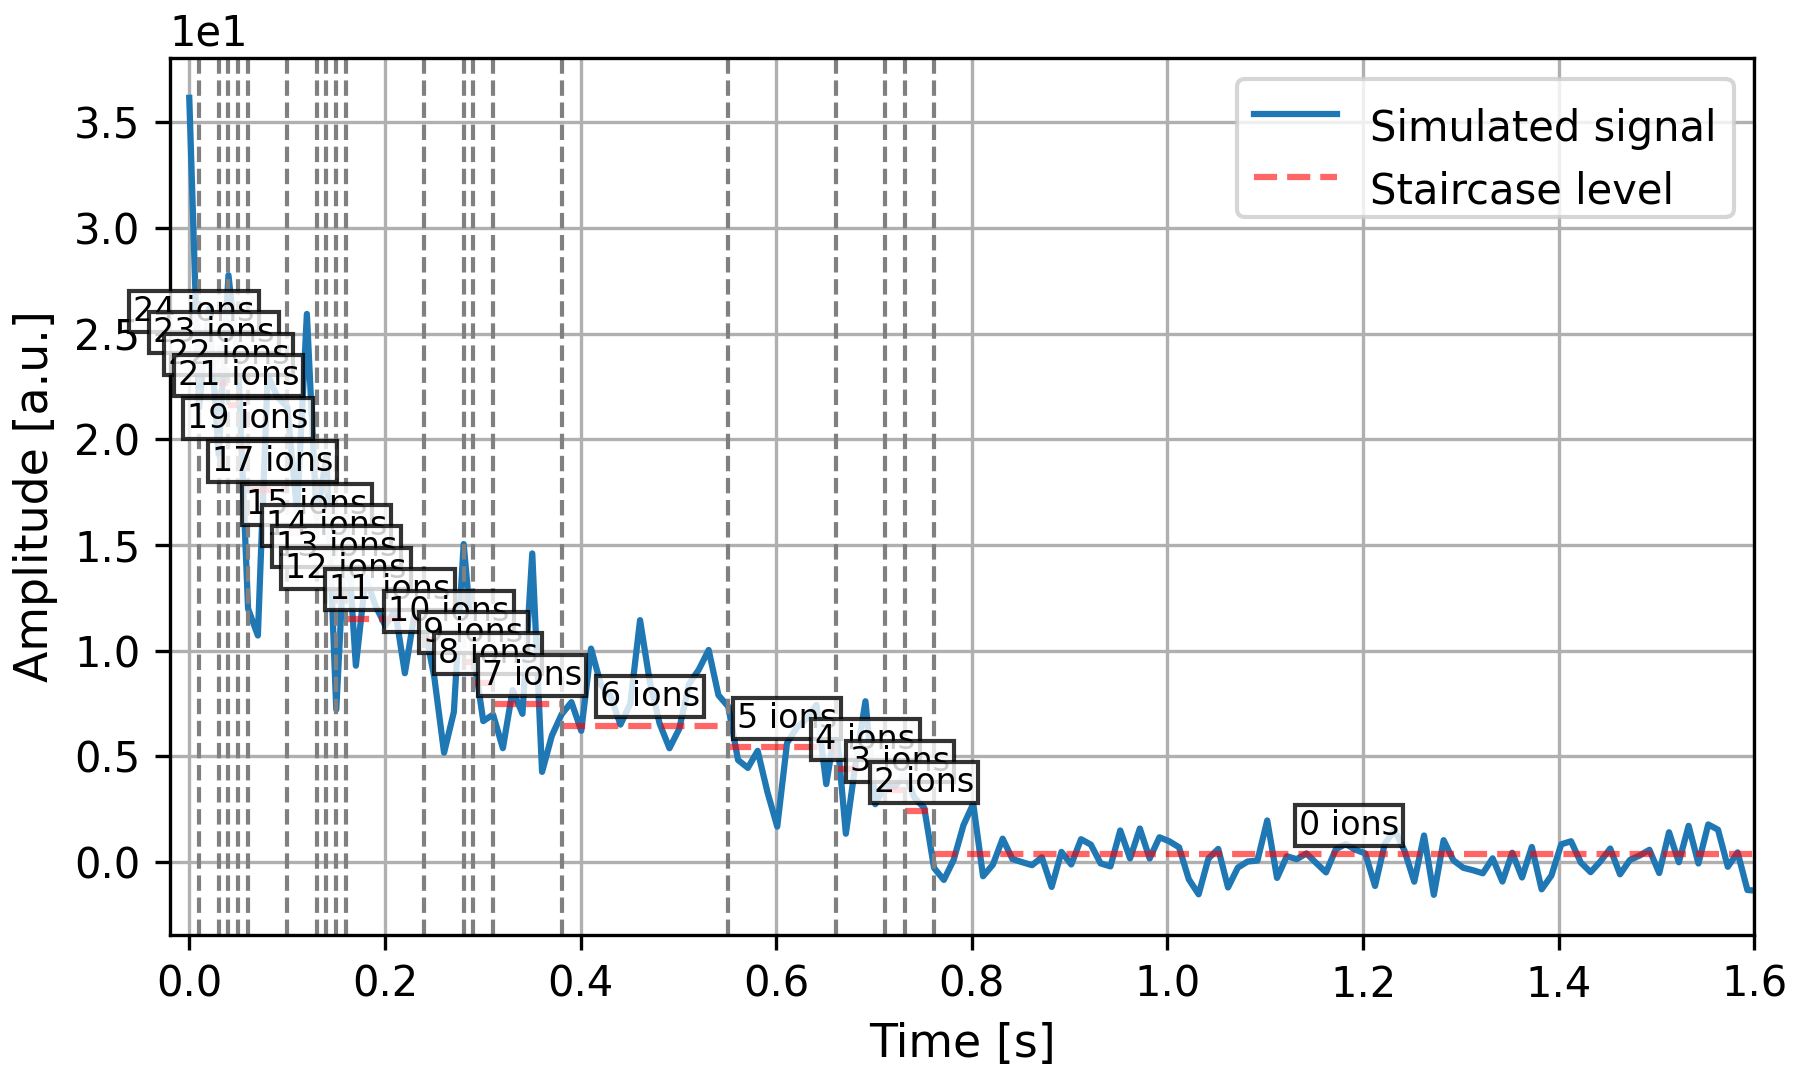 1e1
Simulated signal
Staircase level
3.5
3.0
2.5
2.0
1.5
1.0
0.5
0.0
Amplitude [a.u.]
24 ions
23 ions
22 ions
21 ions
19 ions
17 ions
15 ions
14 ions
13 ions
12 ions
11 ions
10 ions
9 ions
8 ions
7 ions
6 ions
5 ions
4 ions
3 ions
2 ions
0 ions
0.0 0.2 0.4 0.6 0.8 1.0 1.2 1.4 1.6
Time [s]